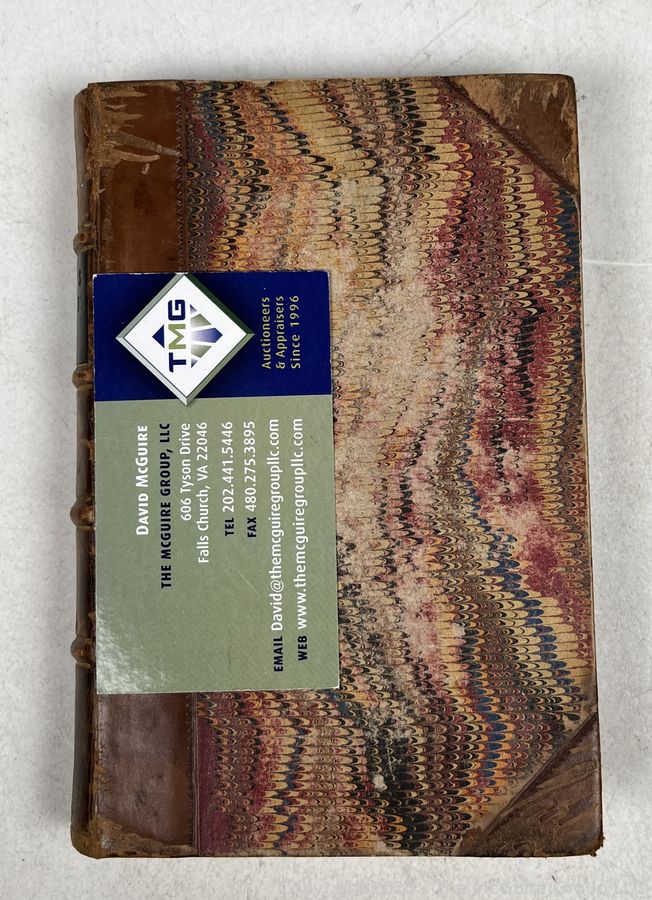 TMG
Auctioneers
& Appraisers
Since 1996
DAVID MCGUIRE
THE MCGUIRE GROUP, LLC
606 Tyson Drive
Falls Church, VA 22046
TEL 202.441.5446
FAX 480.275.3895
EMAIL David@themcguiregroupllc.com
WEB www.themcguiregroupllc.com